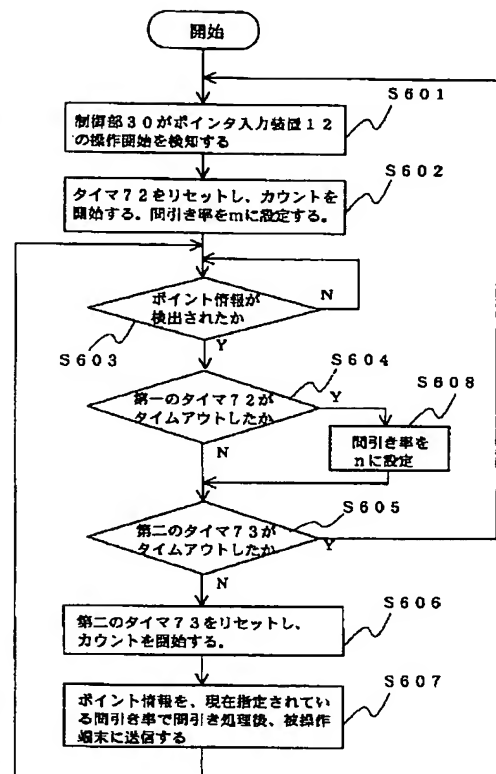 開始
S601
制御部30がポインタ入力装置12
の操作開始を検知する
S602
タイマ72をリセットし、カウントを
開始する。間引き率をmに設定する。
ポイント情報が
検出されたか
N
S603
Y
S604
第一のタイマ72が
タイムアウトしたか
Y
S608
間引き率を
nに設定
N
S605
第二のタイマ73が
タイムアウトしたか
Y
N
S606
第二のタイマ73をリセットし、
カウントを開始する。
S607
ポイント情報を、現在指定されてい
る間引き率で間引き処理後、被操作
端末に送信する